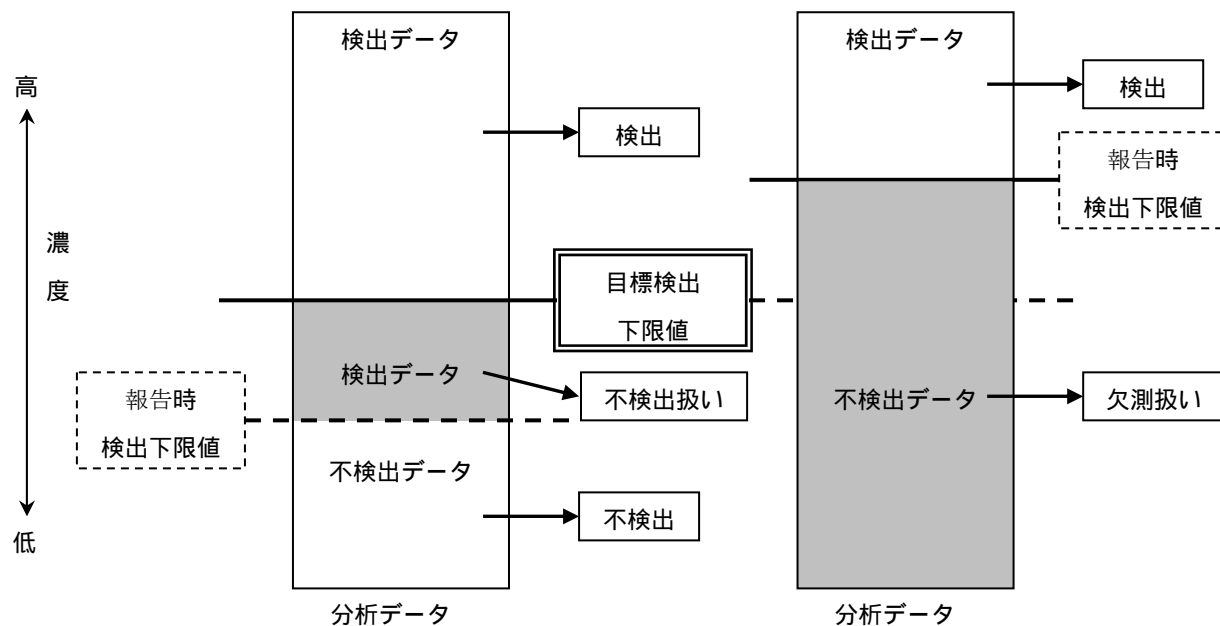 検出データ
検出データ
高
検出
検出
報告時
検出下限値
濃
度
目標検出
下限値
検出データ
不検出扱い
不検出データ
欠測扱い
報告時
検出下限値
不検出データ
不検出
低
分析データ
分析データ